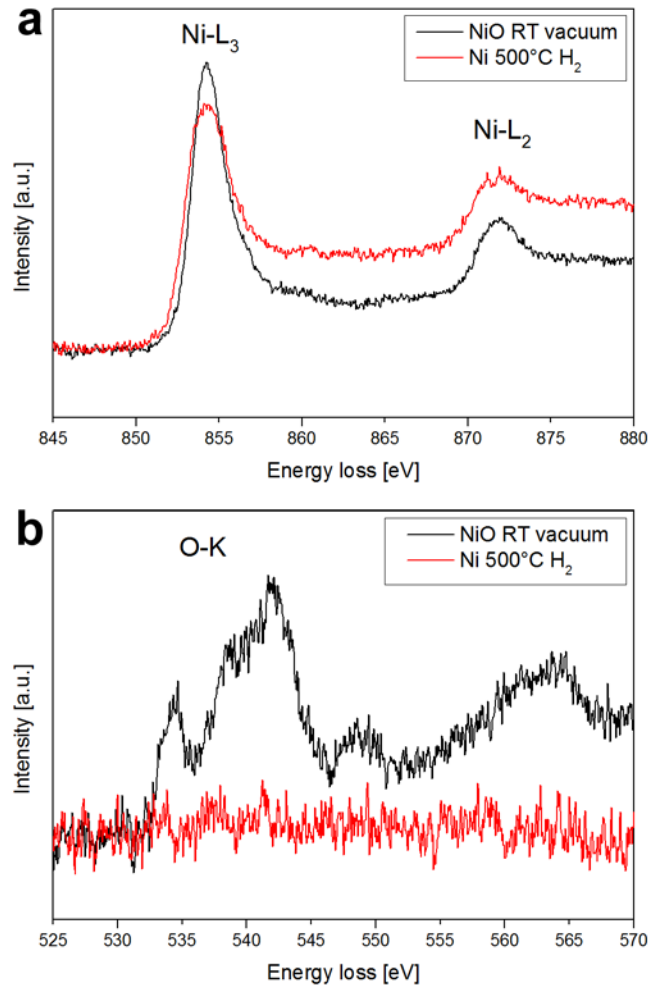 a
Ni-L₃
NiO RT vacuum
Ni 500°C H₂
Ni-L₂
Intensity [a.u.]
845 850 855 860 865 870 875 880
Energy loss [eV]
b
O-K
NiO RT vacuum
Ni 500°C H₂
Intensity [a.u.]
525 530 535 540 545 550 555 560 565 570
Energy loss [eV]